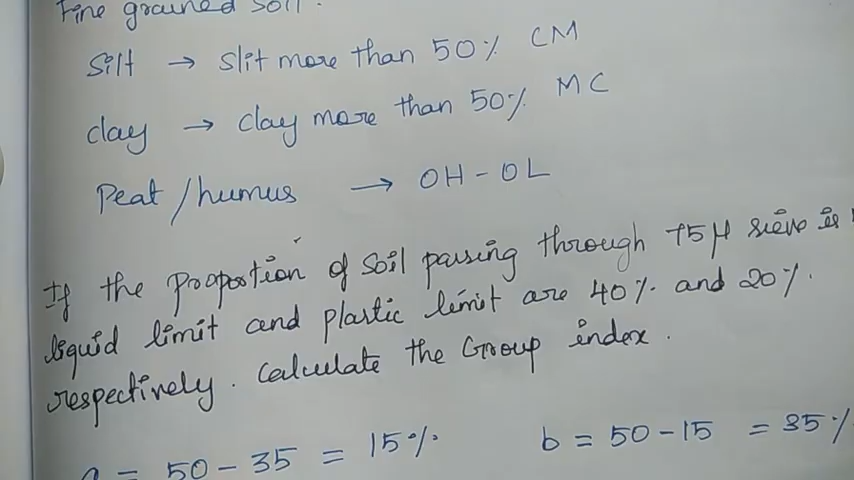 Fine grained soil.
Silt → slit more than 50% CM
clay → clay more than 50% MC
Peat / humus → OH - OL
If the proportion of soil passing through 75μ sieve is
liquid limit and plastic limit are 40% and 20%.
respectively. Calculate the Group index.
a = 50 - 35 = 15% b = 50 - 15 = 35%